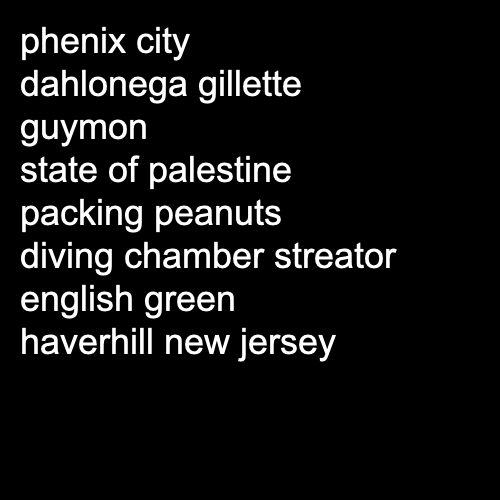 phenix city
dahlonega gillette
guymon
state of palestine
packing peanuts
diving chamber streator
english green
haverhill new jersey